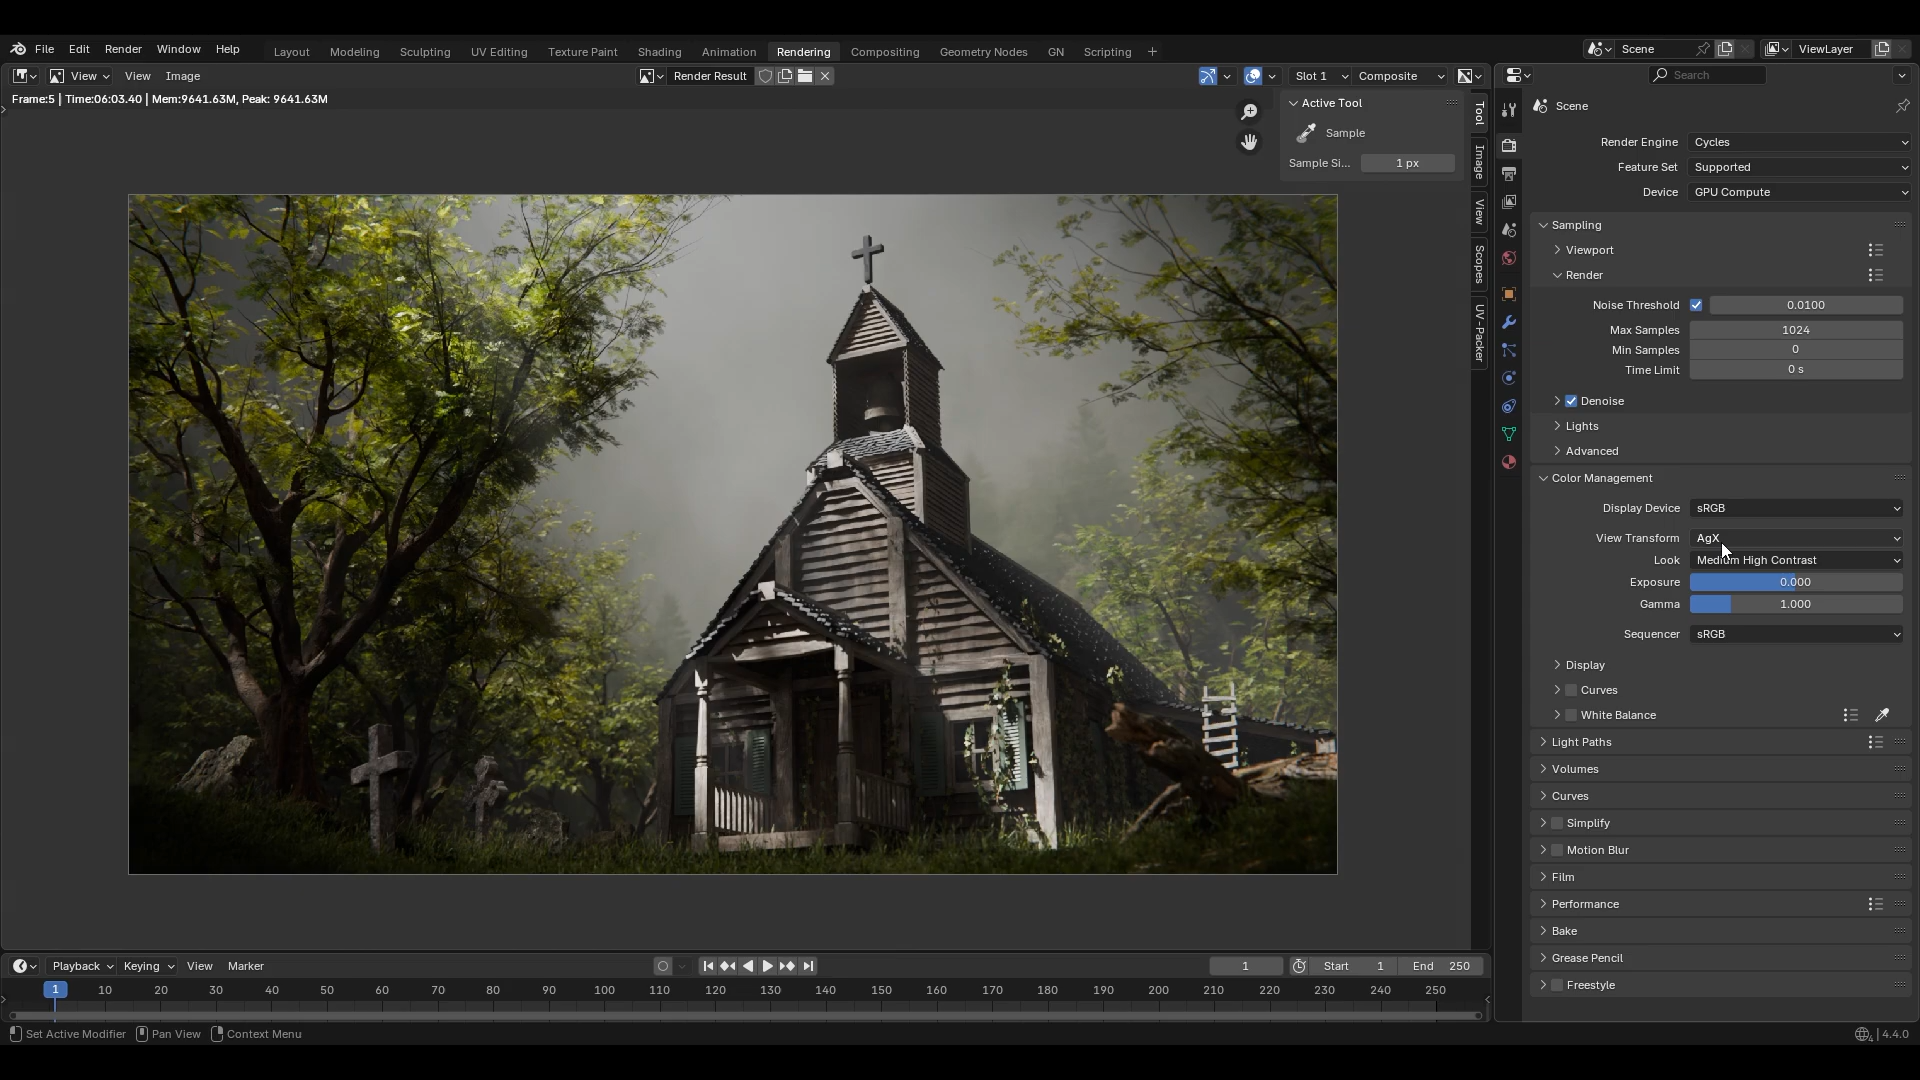 File Edit Render Window Help Layout Modeling Sculpting UV Editing Texture Paint Shading Animation Rendering Compositing Geometry Nodes GN Scripting + Scene ViewLayer
View View Image Render Result Slot 1 Composite Search
Frame:5 | Time:06:03.40 | Mem:9641.63M, Peak: 9641.63M
Active Tool
Sample
Sample Si... 1 px
Tool
Image
View
Scopes
UV-Packer
Scene
Render Engine Cycles
Feature Set Supported
Device GPU Compute
Sampling
Viewport
Render
Noise Threshold 0.0100
Max Samples 1024
Min Samples 0
Time Limit 0 s
Denoise
Lights
Advanced
Color Management
Display Device sRGB
View Transform AgX
Look Medium High Contrast
Exposure 0.000
Gamma 1.000
Sequencer sRGB
Display
Curves
White Balance
Light Paths
Volumes
Curves
Simplify
Motion Blur
Film
Performance
Bake
Grease Pencil
Freestyle
Playback Keying View Marker 1 Start 1 End 250
1 10 20 30 40 50 60 70 80 90 100 110 120 130 140 150 160 170 180 190 200 210 220 230 240 250
Set Active Modifier Pan View Context Menu 4 | 4.4.0